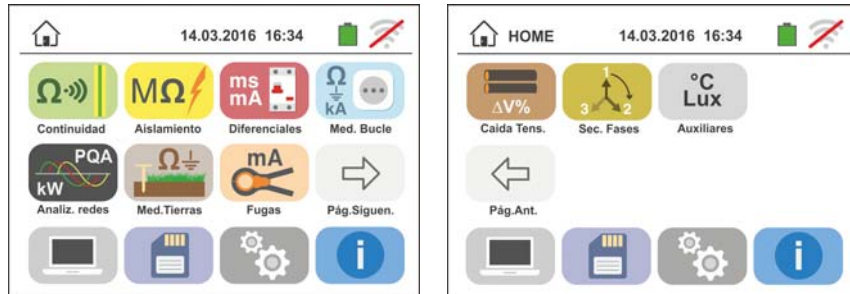 14.03.2016 16:34
Ω
MΩ
ms
mA
Ω
kA
Continuidad Aislamiento Diferenciales Med. Bucle
PQA
kW
Ω
mA
Analiz. redes Med.Tierras Fugas Pág.Siguen.
i
HOME 14.03.2016 16:34
ΔV%
1
3 2
°C
Lux
Caida Tens. Sec. Fases Auxiliares
Pág.Ant.
i